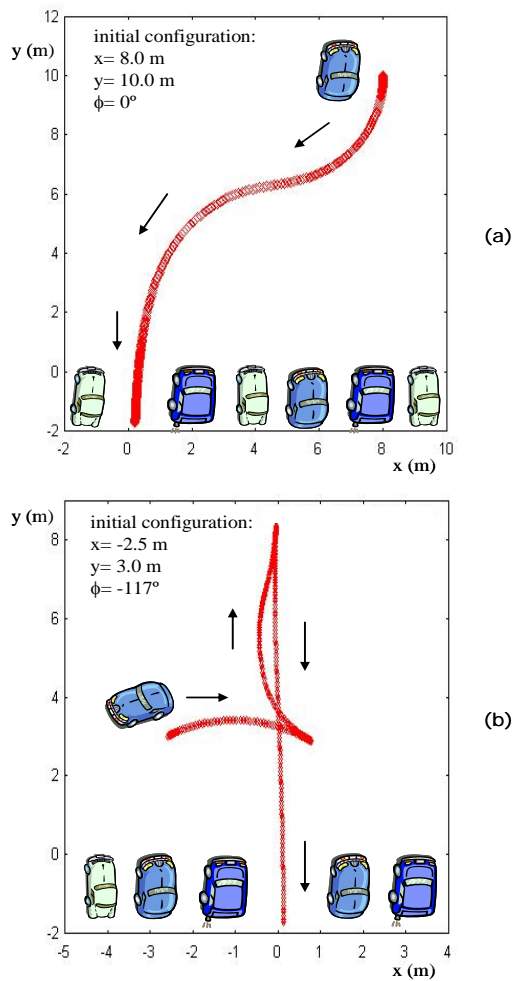 12
y (m)
initial configuration:
x= 8.0 m
y= 10.0 m
ϕ= 0º
10
8
6
4
2
0
-2
-2 0 2 4 6 8 10
x (m)
(a)
y (m)
8
initial configuration:
x= -2.5 m
y= 3.0 m
ϕ= -117º
6
4
2
0
-2
-5 -4 -3 -2 -1 0 1 2 3 4
x (m)
(b)